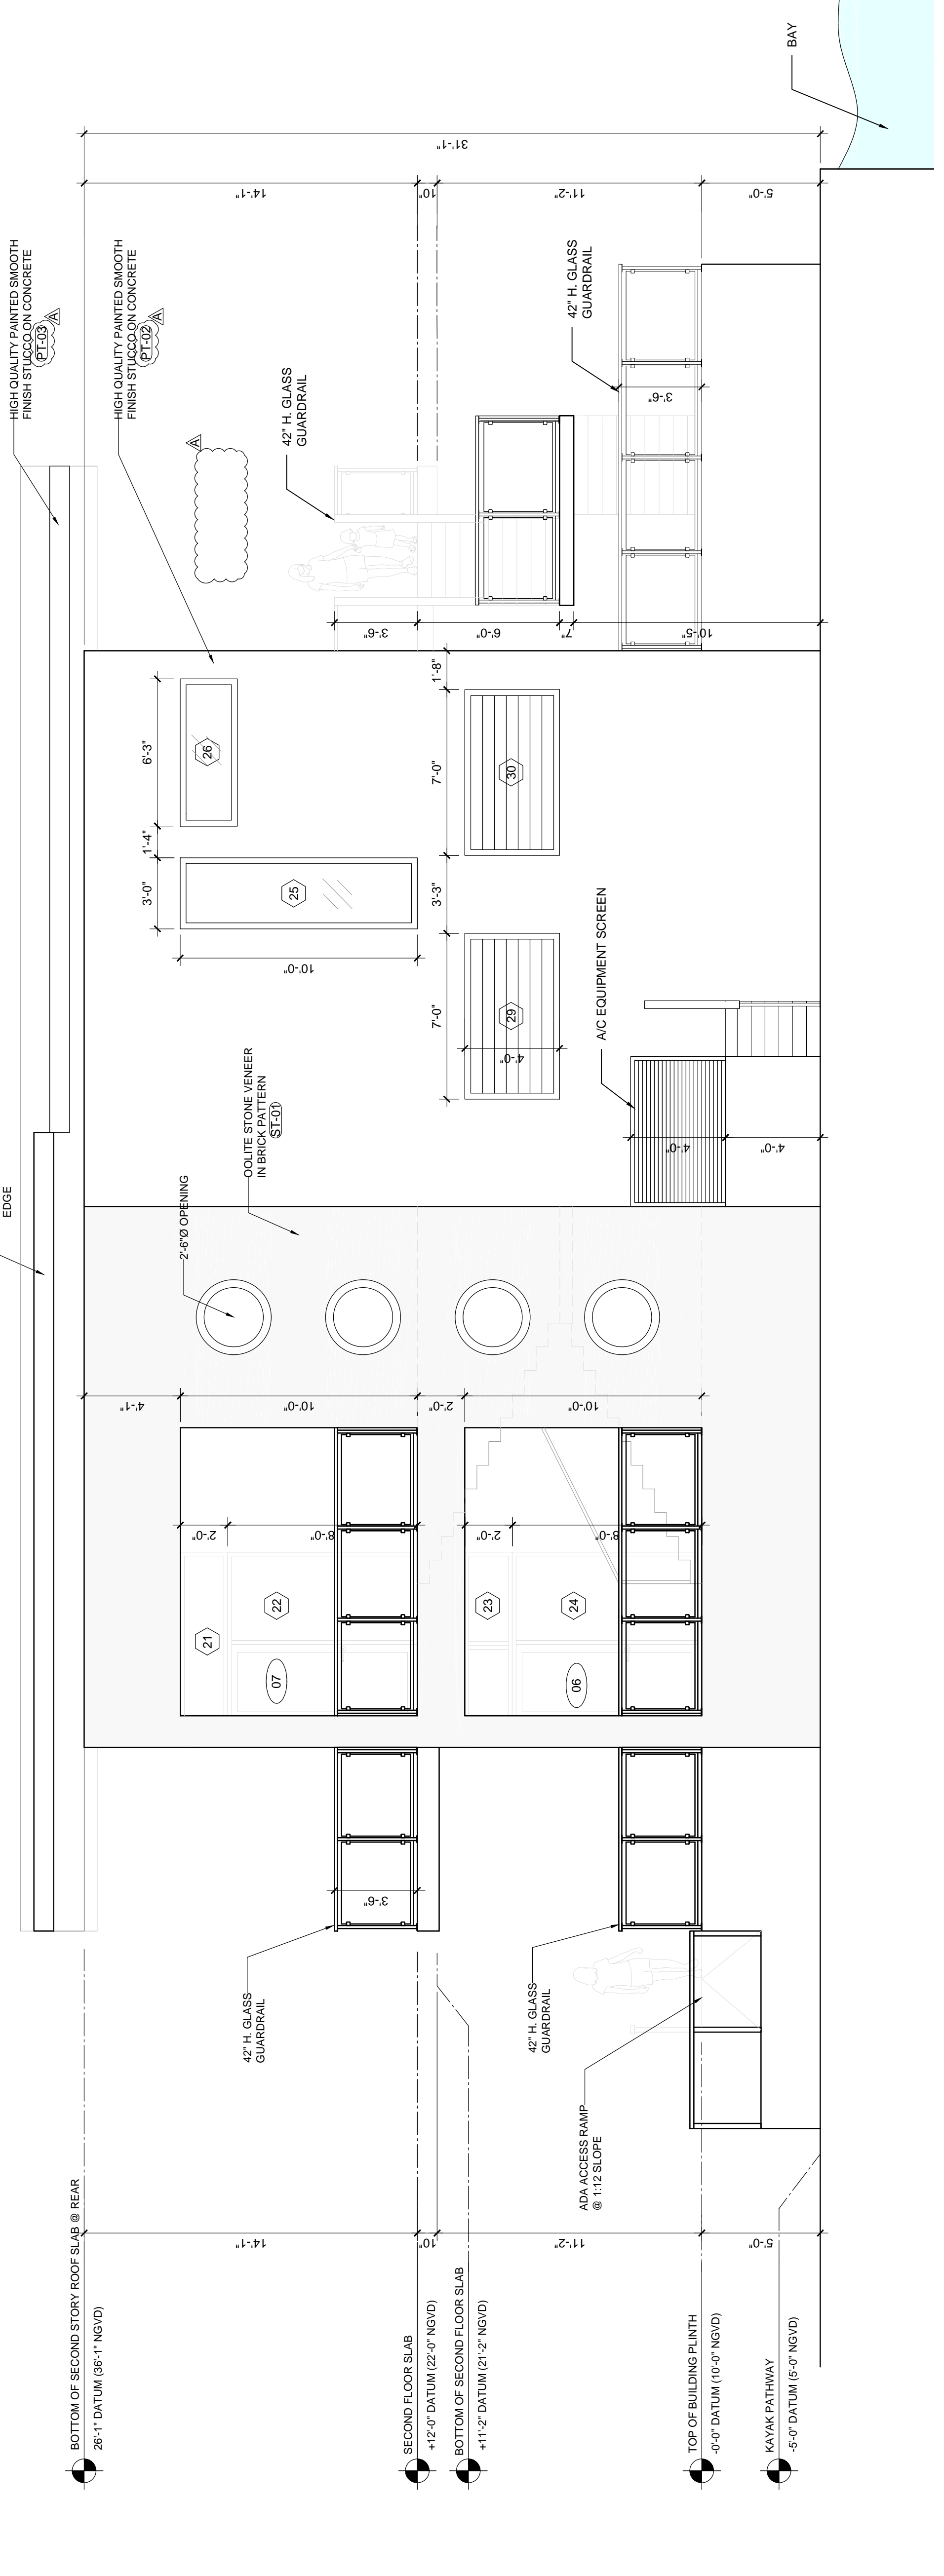 BOTTOM OF SECOND STORY ROOF SLAB @ REAR
26'-1" DATUM (36'-1" NGVD)
SECOND FLOOR SLAB
+12'-0" DATUM (22'-0" NGVD)
BOTTOM OF SECOND FLOOR SLAB
+11'-2" DATUM (21'-2" NGVD)
TOP OF BUILDING PLINTH
-0'-0" DATUM (10'-0" NGVD)
KAYAK PATHWAY
-5'-0" DATUM (5'-0" NGVD)
14'-1"
10"
11'-2"
5'-0"
ADA ACCESS RAMP
@ 1:12 SLOPE
42" H. GLASS
GUARDRAIL
42" H. GLASS
GUARDRAIL
3'-6"
21
22
07
23
24
06
2'-0"
8'-0"
2'-0"
8'-0"
4'-1"
10'-0"
2'-0"
10'-0"
EDGE
2'-6"Ø OPENING
OOLITE STONE VENEER
IN BRICK PATTERN
ST-01
4'-0"
4'-0"
A/C EQUIPMENT SCREEN
7'-0"
3'-3"
7'-0"
1'-8"
29
4'-0"
30
10'-0"
3'-0"
1'-4"
6'-3"
25
26
3'-6"
6'-0"
7"
10'-5"
42" H. GLASS
GUARDRAIL
42" H. GLASS
GUARDRAIL
3'-6"
A
HIGH QUALITY PAINTED SMOOTH
FINISH STUCCO ON CONCRETE
PT-03
A
HIGH QUALITY PAINTED SMOOTH
FINISH STUCCO ON CONCRETE
PT-02
A
14'-1"
10"
11'-2"
5'-0"
31'-1"
BAY